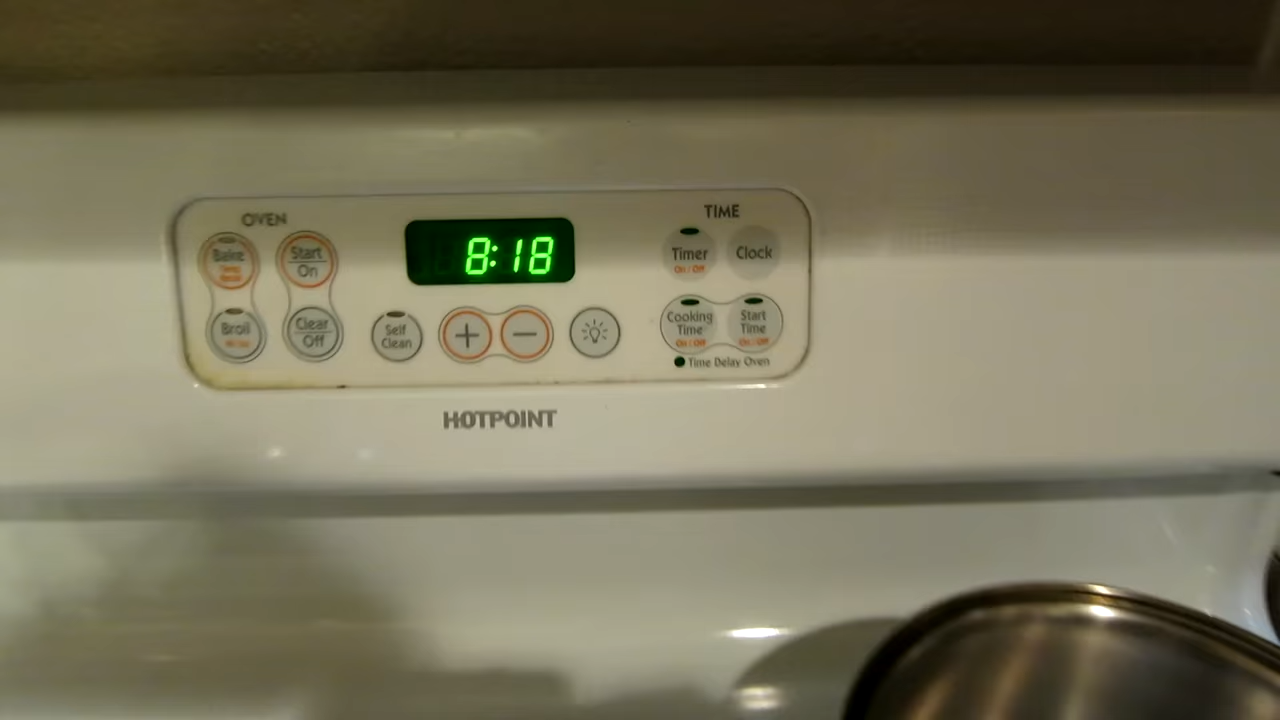 OVEN
TIME
8:18
Bake
Start
On
Timer
On/Off
Clock
Broil
Clear
Off
Self
Clean
+
−
Cooking
Time
On/Off
Start
Time
On/Off
Time Delay Oven
HOTPOINT